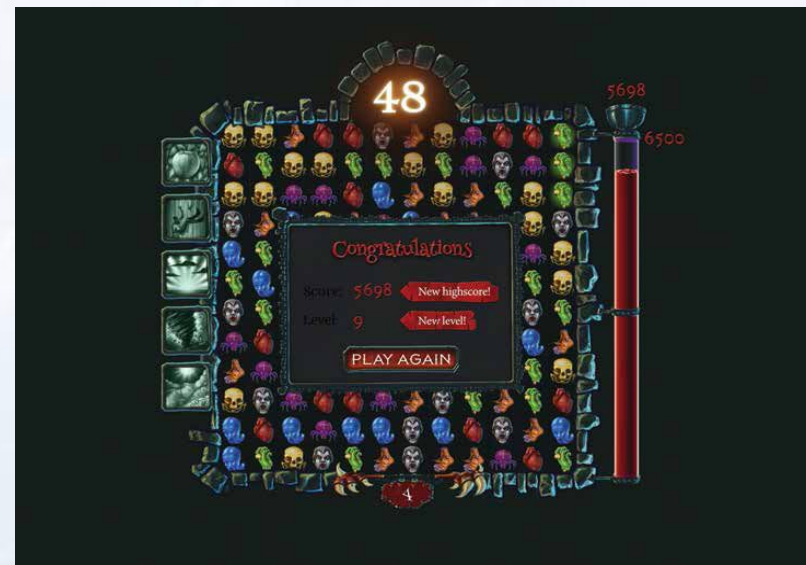 48
5698
6500
Congratulations
Score: 5698 New highscore!
Level: 9 New level!
PLAY AGAIN
4